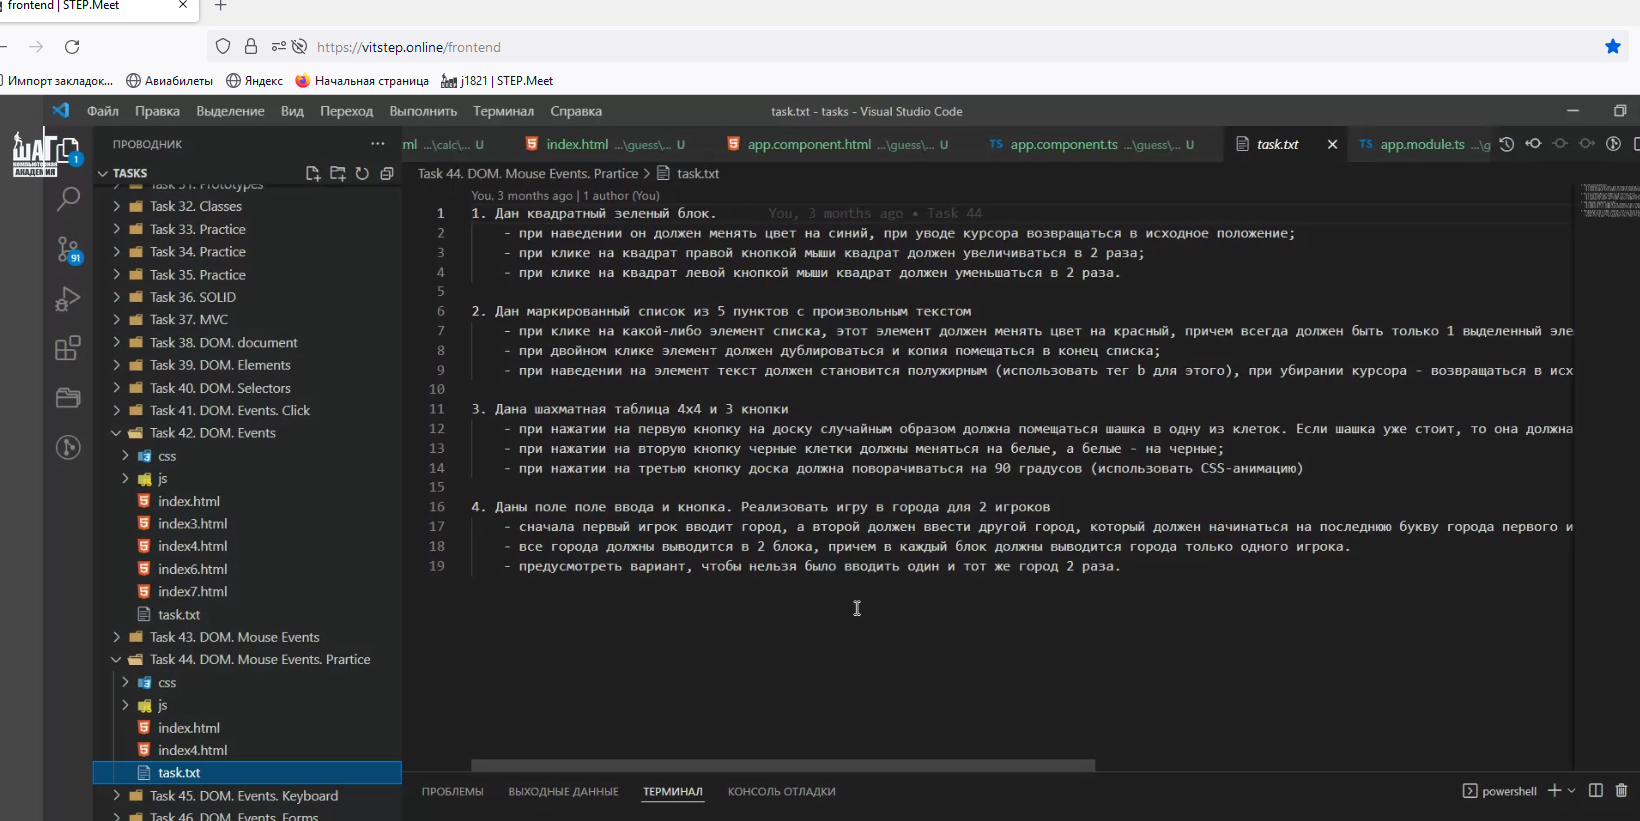 frontend | STEP.Meet
https://vitstep.online/frontend
Импорт закладок... Авиабилеты Яндекс Начальная страница j1821 | STEP.Meet
Файл Правка Выделение Вид Переход Выполнить Терминал Справка task.txt - tasks - Visual Studio Code
ШАГ
КОМПЬЮТЕРНАЯ
АКАДЕМИЯ
1
91
ПРОВОДНИК
TASKS
Task 31. Prototypes
Task 32. Classes
Task 33. Practice
Task 34. Practice
Task 35. Practice
Task 36. SOLID
Task 37. MVC
Task 38. DOM. document
Task 39. DOM. Elements
Task 40. DOM. Selectors
Task 41. DOM. Events. Click
Task 42. DOM. Events
css
js
index.html
index3.html
index4.html
index6.html
index7.html
task.txt
Task 43. DOM. Mouse Events
Task 44. DOM. Mouse Events. Prartice
css
js
index.html
index4.html
task.txt
Task 45. DOM. Events. Keyboard
Task 46. DOM. Events. Forms
ml ...\calc\... U index.html ...\guess\... U app.component.html ...\guess\... U TS app.component.ts ...\guess\... U task.txt TS app.module.ts ...\g
Task 44. DOM. Mouse Events. Prartice > task.txt
You, 3 months ago | 1 author (You)
1 1. Дан квадратный зеленый блок. You, 3 months ago • Task 44
2 - при наведении он должен менять цвет на синий, при уводе курсора возвращаться в исходное положение;
3 - при клике на квадрат правой кнопкой мыши квадрат должен увеличиваться в 2 раза;
4 - при клике на квадрат левой кнопкой мыши квадрат должен уменьшаться в 2 раза.
5
6 2. Дан маркированный список из 5 пунктов с произвольным текстом
7 - при клике на какой-либо элемент списка, этот элемент должен менять цвет на красный, причем всегда должен быть только 1 выделенный эле
8 - при двойном клике элемент должен дублироваться и копия помещаться в конец списка;
9 - при наведении на элемент текст должен становится полужирным (использовать тег b для этого), при убирании курсора - возвращаться в исх
10
11 3. Дана шахматная таблица 4х4 и 3 кнопки
12 - при нажатии на первую кнопку на доску случайным образом должна помещаться шашка в одну из клеток. Если шашка уже стоит, то она должна
13 - при нажатии на вторую кнопку черные клетки должны меняться на белые, а белые - на черные;
14 - при нажатии на третью кнопку доска должна поворачиваться на 90 градусов (использовать CSS-анимацию)
15
16 4. Даны поле поле ввода и кнопка. Реализовать игру в города для 2 игроков
17 - сначала первый игрок вводит город, а второй должен ввести другой город, который должен начинаться на последнюю букву города первого и
18 - все города должны выводится в 2 блока, причем в каждый блок должны выводится города только одного игрока.
19 - предусмотреть вариант, чтобы нельзя было вводить один и тот же город 2 раза.
ПРОБЛЕМЫ ВЫХОДНЫЕ ДАННЫЕ ТЕРМИНАЛ КОНСОЛЬ ОТЛАДКИ powershell